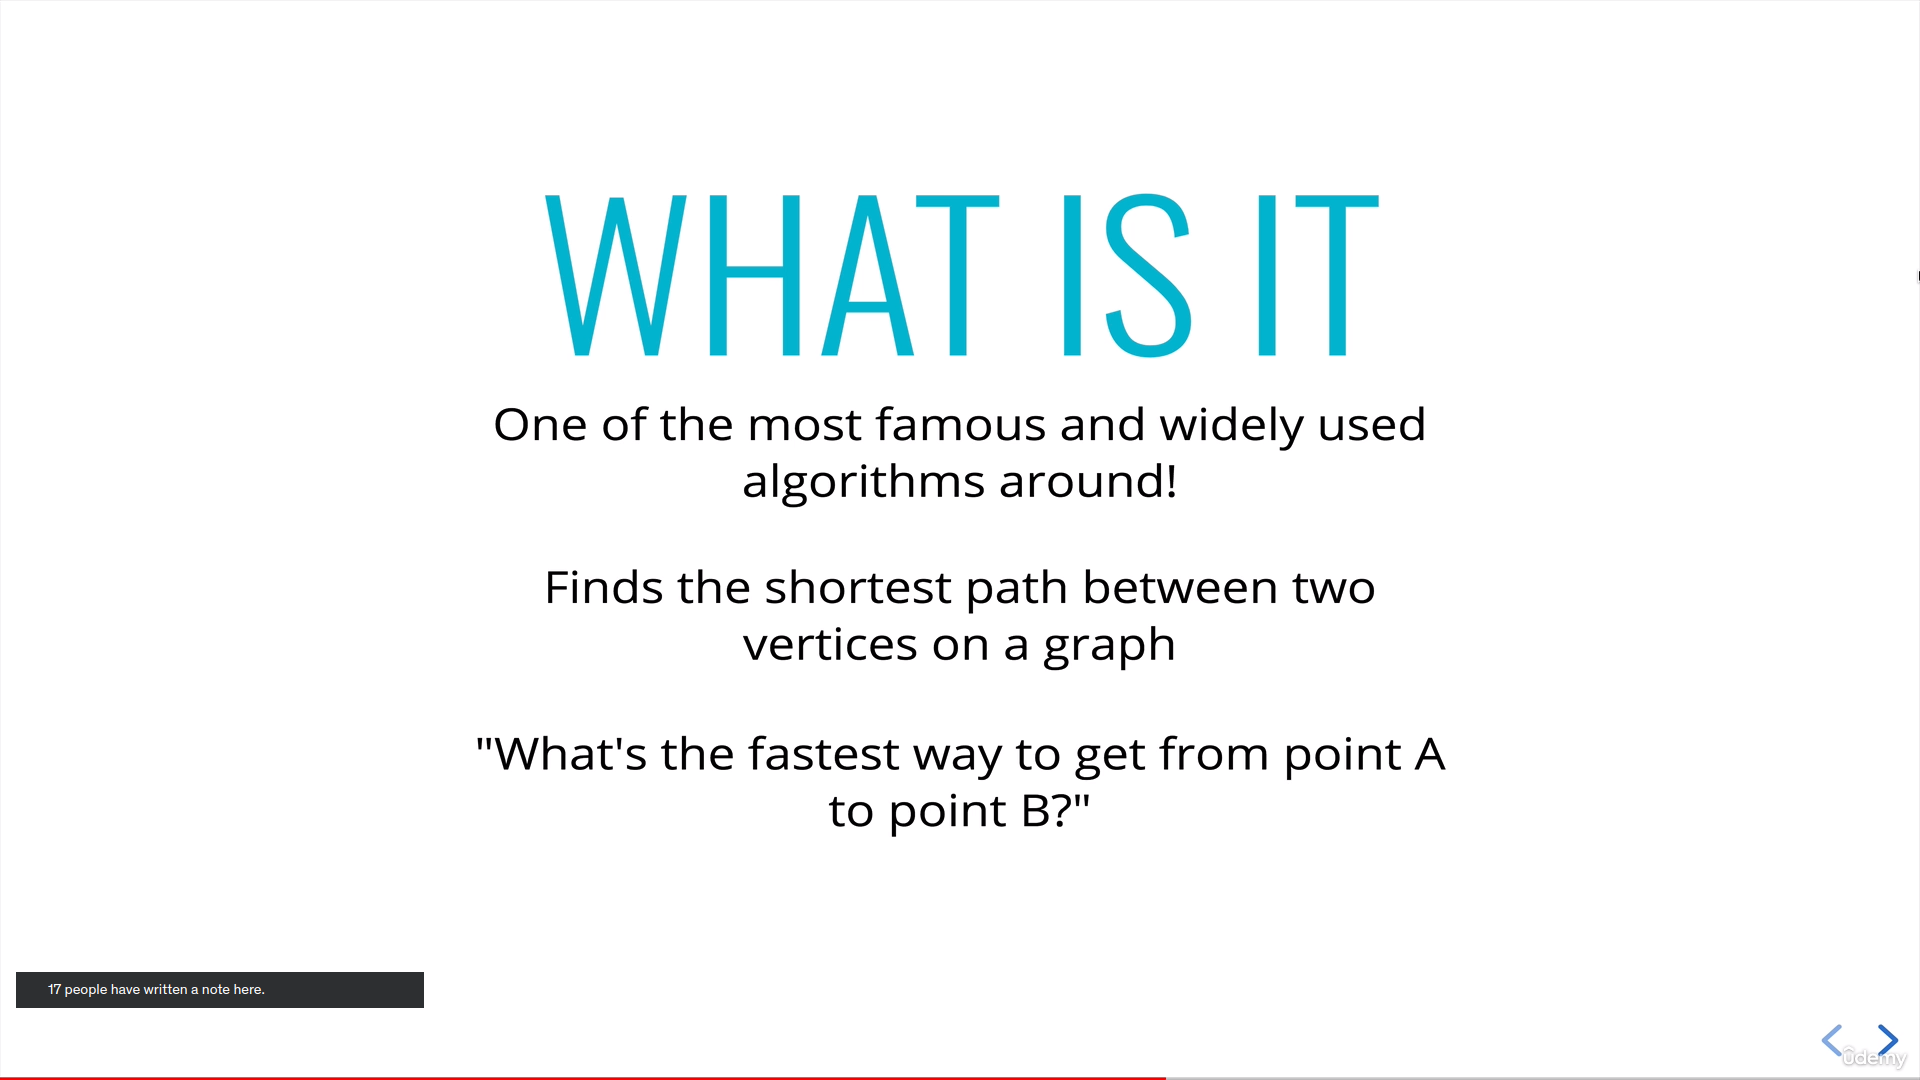 WHAT IS IT
One of the most famous and widely used
algorithms around!
Finds the shortest path between two
vertices on a graph
"What's the fastest way to get from point A
to point B?"
17 people have written a note here.
ûdemy